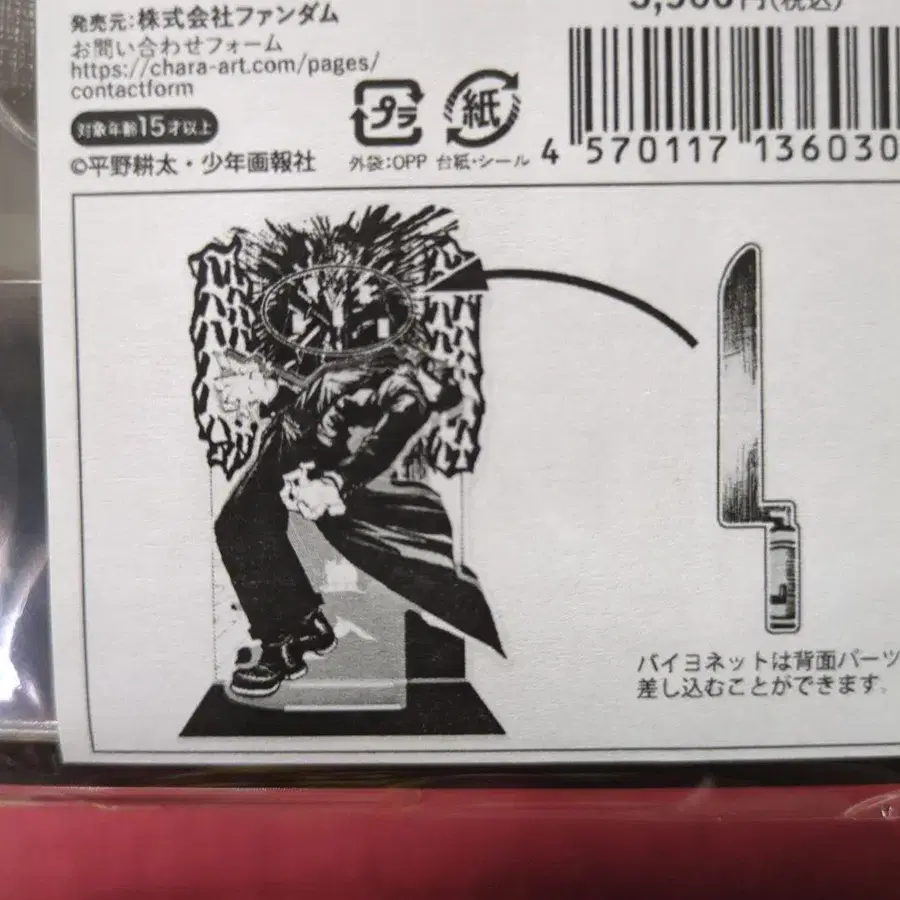 発売元:株式会社ファンダム
お問い合わせフォーム
https://chara-art.com/pages/
contactform
対象年齢15才以上
©平野耕太・少年画報社
プラ
外袋:OPP
紙
台紙・シール
円(税込)
4 570117 136030
バイヨネットは背面パーツ
差し込むことができます。